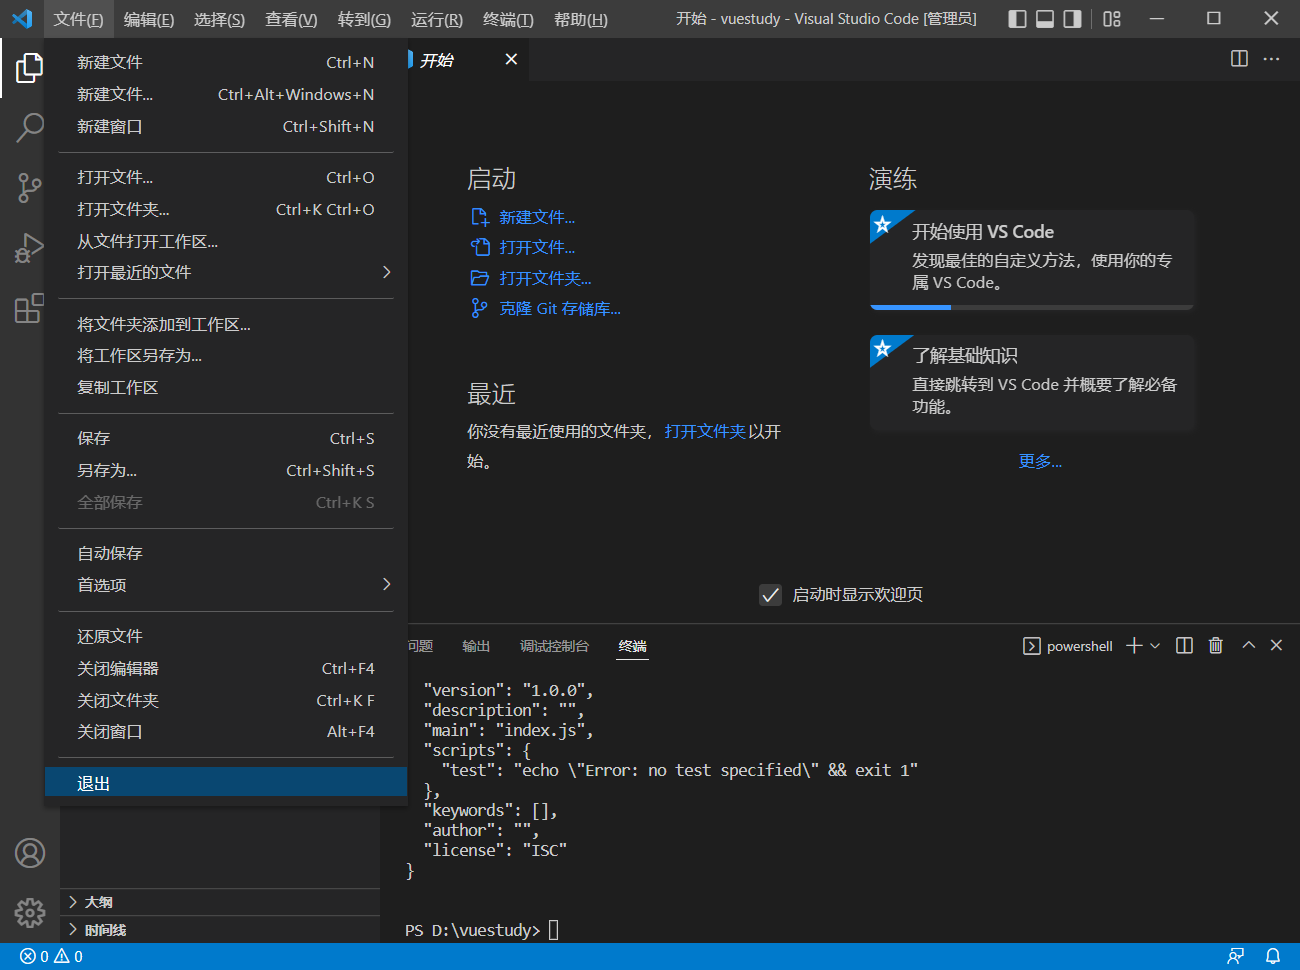 文件(F) 编辑(E) 选择(S) 查看(V) 转到(G) 运行(R) 终端(T) 帮助(H) 开始 - vuestudy - Visual Studio Code [管理员]
新建文件 Ctrl+N
新建文件... Ctrl+Alt+Windows+N
新建窗口 Ctrl+Shift+N
打开文件... Ctrl+O
打开文件夹... Ctrl+K Ctrl+O
从文件打开工作区...
打开最近的文件
将文件夹添加到工作区...
将工作区另存为...
复制工作区
保存 Ctrl+S
另存为... Ctrl+Shift+S
全部保存 Ctrl+K S
自动保存
首选项
还原文件
关闭编辑器 Ctrl+F4
关闭文件夹 Ctrl+K F
关闭窗口 Alt+F4
退出
开始
启动
新建文件...
打开文件...
打开文件夹...
克隆 Git 存储库...
最近
你没有最近使用的文件夹，打开文件夹以开
始。
演练
开始使用 VS Code
发现最佳的自定义方法，使用你的专
属 VS Code。
了解基础知识
直接跳转到 VS Code 并概要了解必备
功能。
更多...
启动时显示欢迎页
问题 输出 调试控制台 终端 powershell
"version": "1.0.0",
"description": "",
"main": "index.js",
"scripts": {
"test": "echo \"Error: no test specified\" && exit 1"
},
"keywords": [],
"author": "",
"license": "ISC"
}
PS D:\vuestudy>
大纲
时间线
0 0